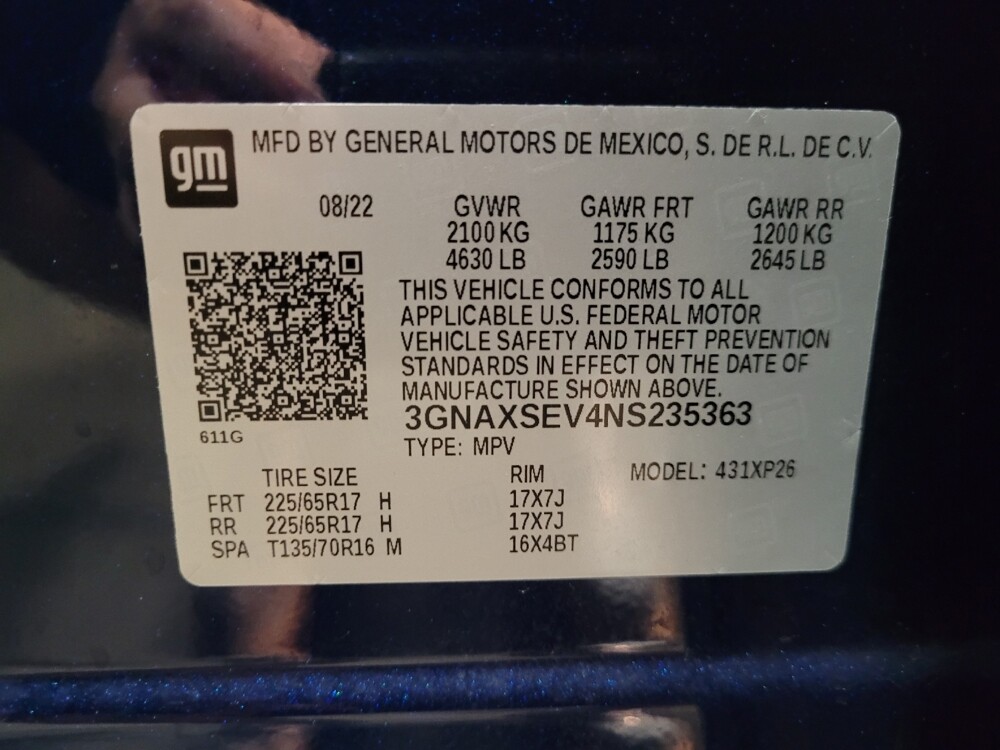 gm
MFD BY GENERAL MOTORS DE MEXICO, S. DE R.L. DE C.V.
08/22 GVWR GAWR FRT GAWR RR
2100 KG 1175 KG 1200 KG
4630 LB 2590 LB 2645 LB
THIS VEHICLE CONFORMS TO ALL
APPLICABLE U.S. FEDERAL MOTOR
VEHICLE SAFETY AND THEFT PREVENTION
STANDARDS IN EFFECT ON THE DATE OF
MANUFACTURE SHOWN ABOVE.
3GNAXSEV4NS235363
611G
TYPE: MPV
TIRE SIZE RIM MODEL: 431XP26
FRT 225/65R17 H 17X7J
RR 225/65R17 H 17X7J
SPA T135/70R16 M 16X4BT